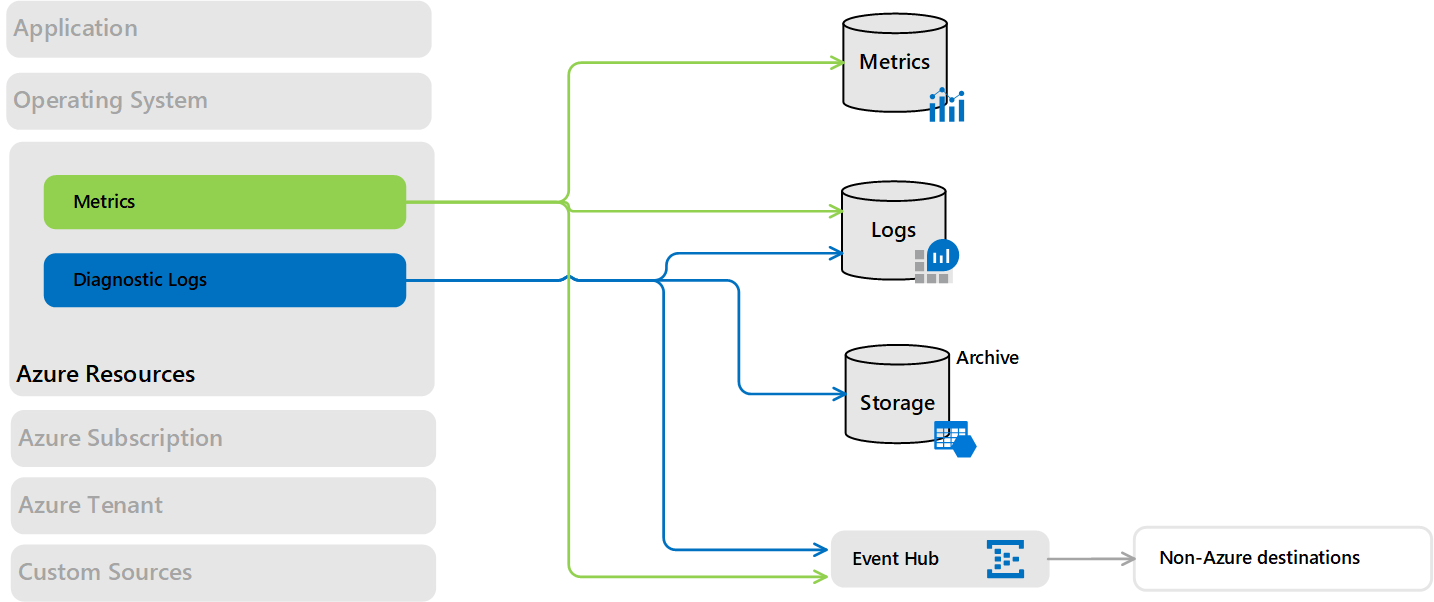 Application
Operating System
Metrics
Diagnostic Logs
Azure Resources
Azure Subscription
Azure Tenant
Custom Sources
Metrics
Logs
Archive
Storage
Event Hub
Non-Azure destinations